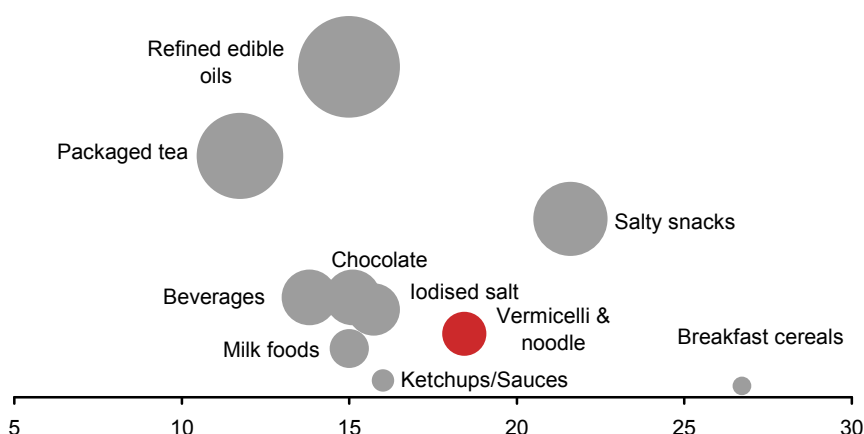 Refined edible
oils
Packaged tea
Salty snacks
Chocolate
Beverages
Iodised salt
Vermicelli &
noodle
Milk foods
Breakfast cereals
Ketchups/Sauces
5 10 15 20 25 30